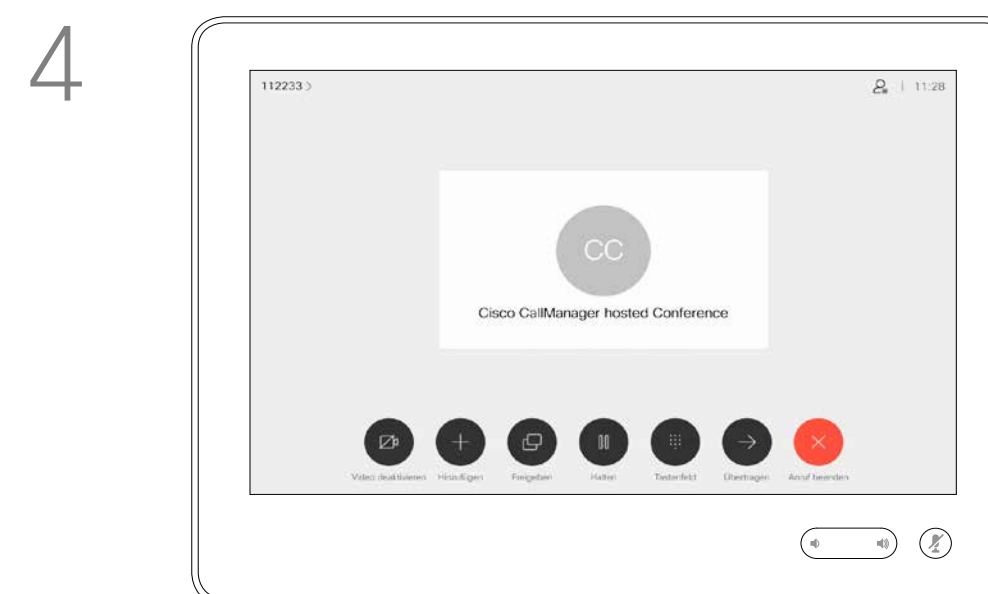 4
112233
11:28
CC
Cisco CallManager hosted Conference
Video deaktivieren Hinzufügen Freigeben Halten Tastenfeld Übertragen Anruf beenden